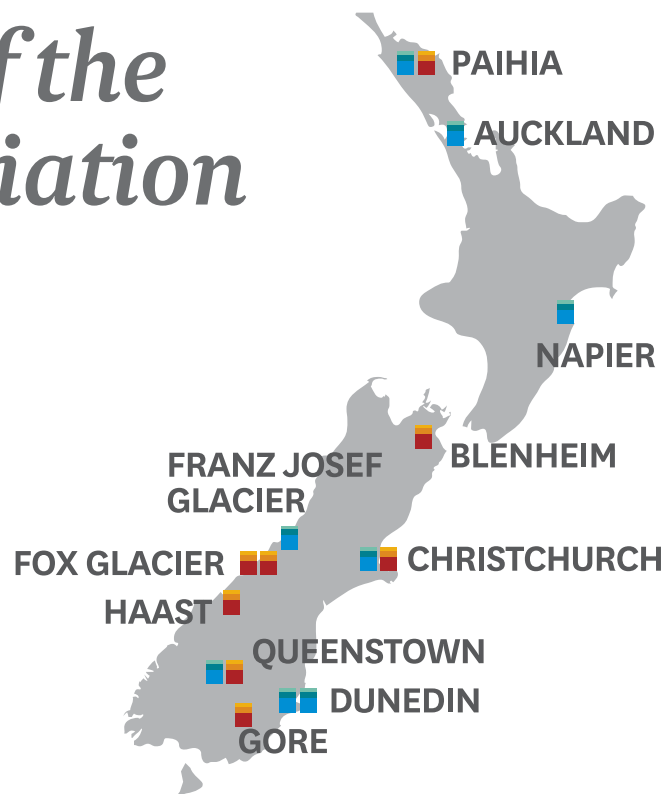 f the
iation
PAIHIA
AUCKLAND
NAPIER
BLENHEIM
FRANZ JOSEF
GLACIER
FOX GLACIER
CHRISTCHURCH
HAAST
QUEENSTOWN
DUNEDIN
GORE